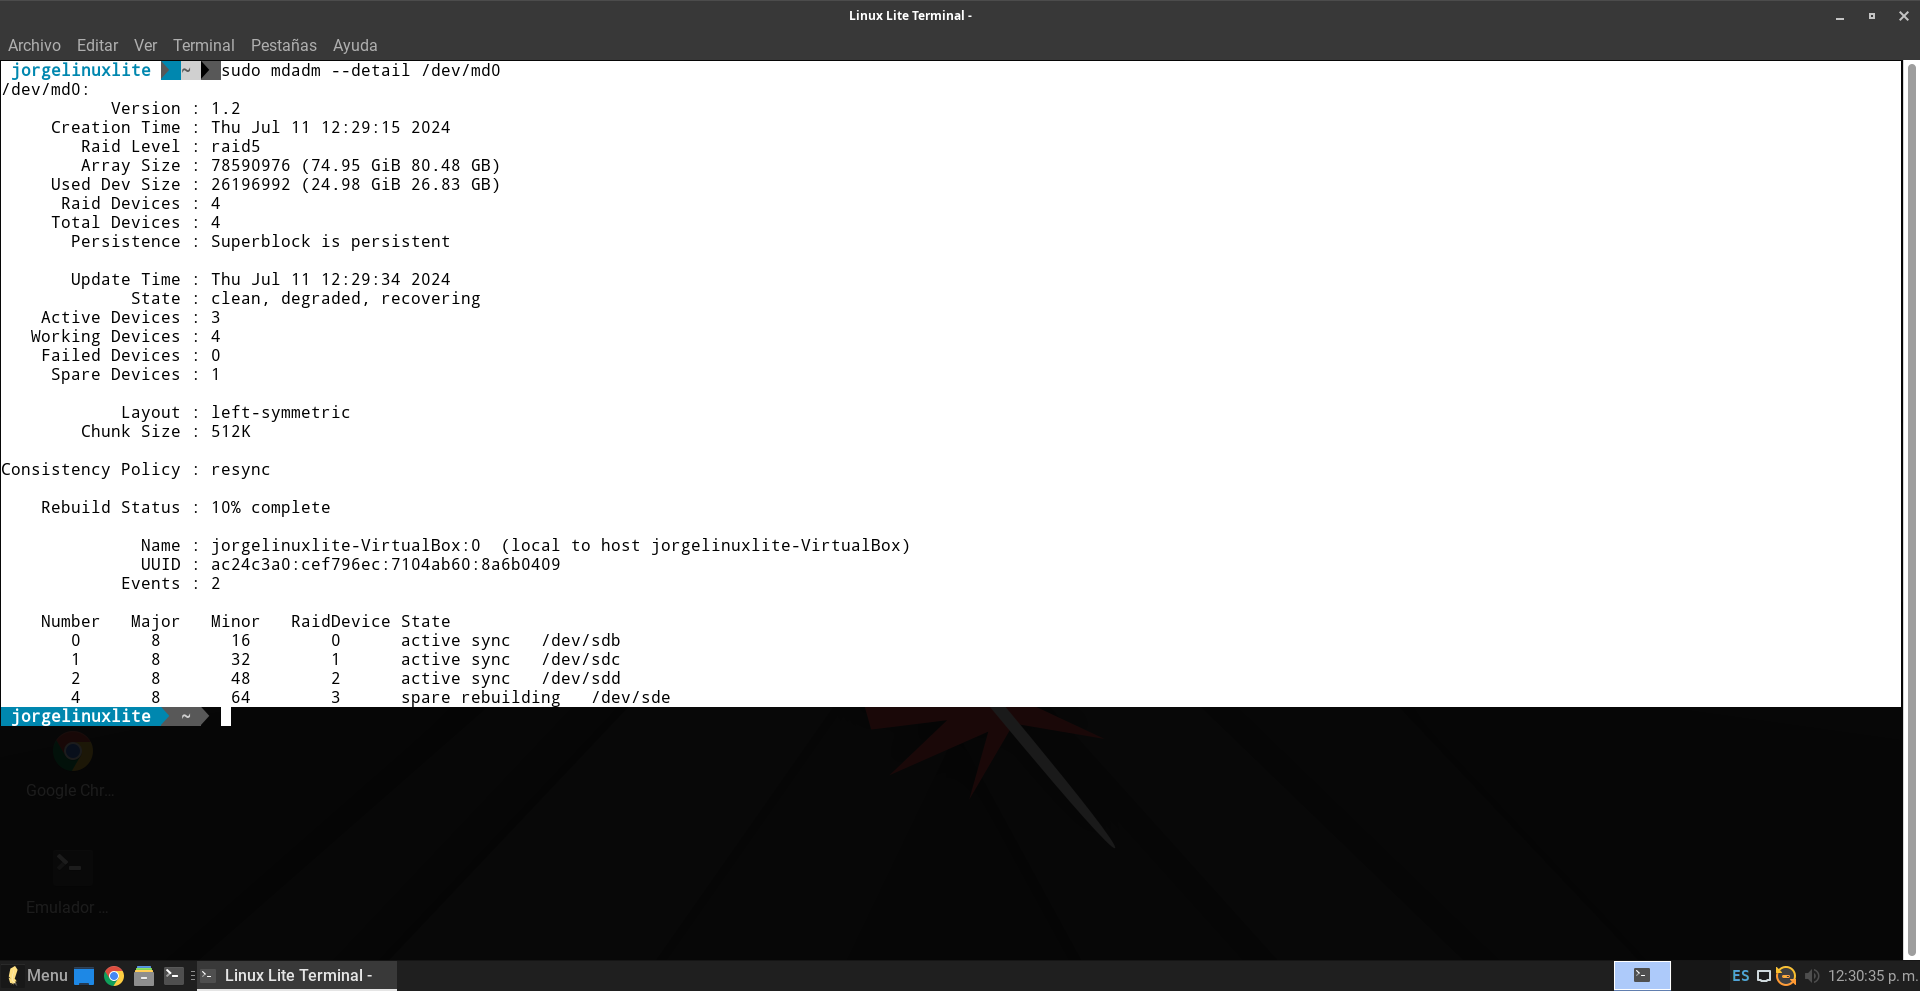 Linux Lite Terminal -
Archivo Editar Ver Terminal Pestañas Ayuda
jorgelinuxlite ~ sudo mdadm --detail /dev/md0
/dev/md0:
Version : 1.2
Creation Time : Thu Jul 11 12:29:15 2024
Raid Level : raid5
Array Size : 78590976 (74.95 GiB 80.48 GB)
Used Dev Size : 26196992 (24.98 GiB 26.83 GB)
Raid Devices : 4
Total Devices : 4
Persistence : Superblock is persistent
Update Time : Thu Jul 11 12:29:34 2024
State : clean, degraded, recovering
Active Devices : 3
Working Devices : 4
Failed Devices : 0
Spare Devices : 1
Layout : left-symmetric
Chunk Size : 512K
Consistency Policy : resync
Rebuild Status : 10% complete
Name : jorgelinuxlite-VirtualBox:0 (local to host jorgelinuxlite-VirtualBox)
UUID : ac24c3a0:cef796ec:7104ab60:8a6b0409
Events : 2
Number Major Minor RaidDevice State
0 8 16 0 active sync /dev/sdb
1 8 32 1 active sync /dev/sdc
2 8 48 2 active sync /dev/sdd
4 8 64 3 spare rebuilding /dev/sde
jorgelinuxlite ~
Google Chr...
Emulador ...
Menu Linux Lite Terminal - ES 12:30:35 p. m.